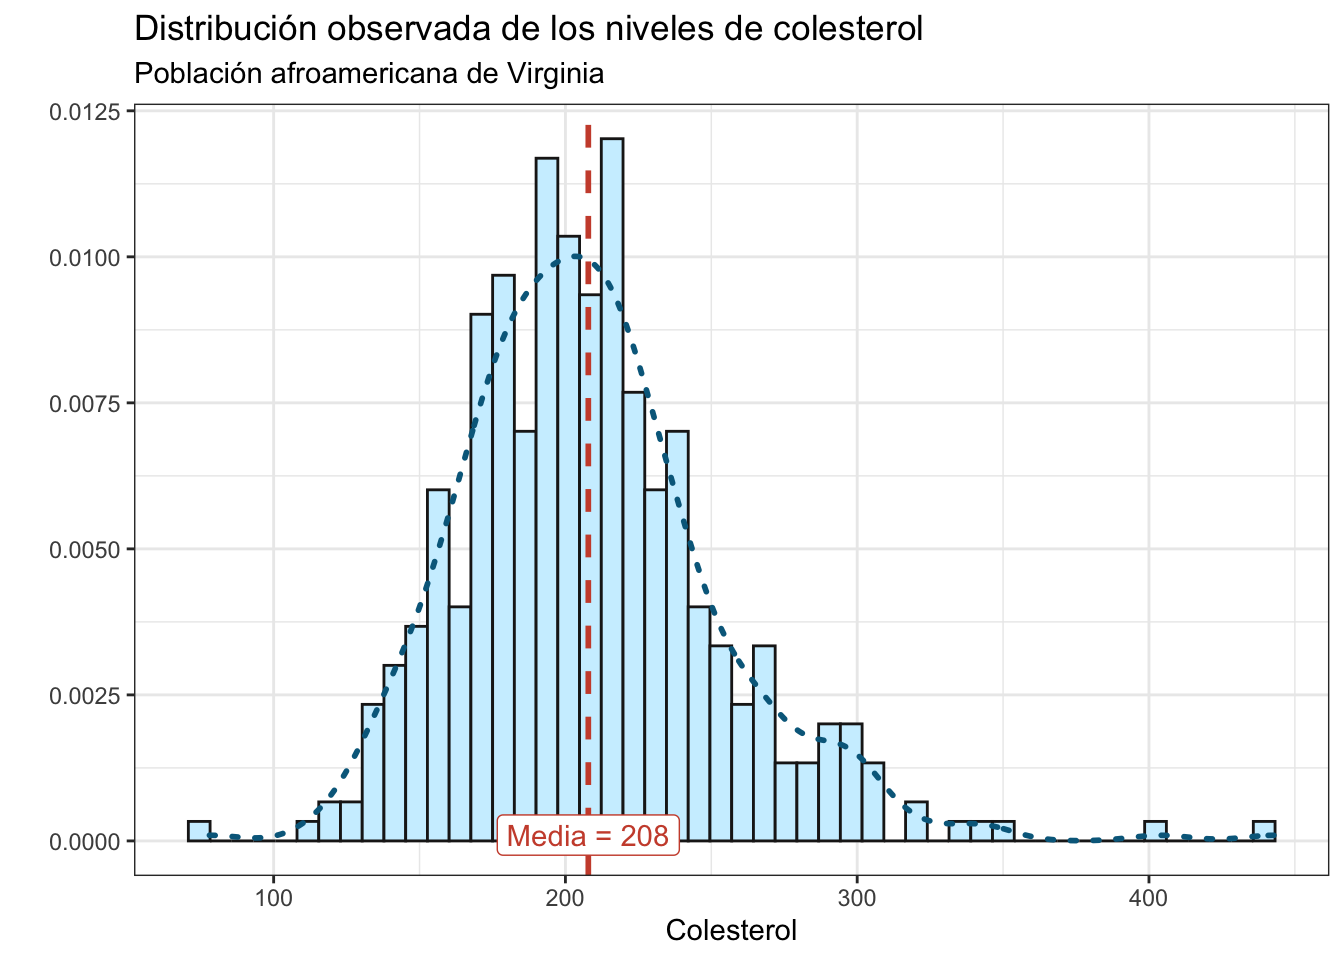 Distribución observada de los niveles de colesterol
Población afroamericana de Virginia
0.0125
0.0100
0.0075
0.0050
0.0025
0.0000
Media = 208
100 200 300 400
Colesterol